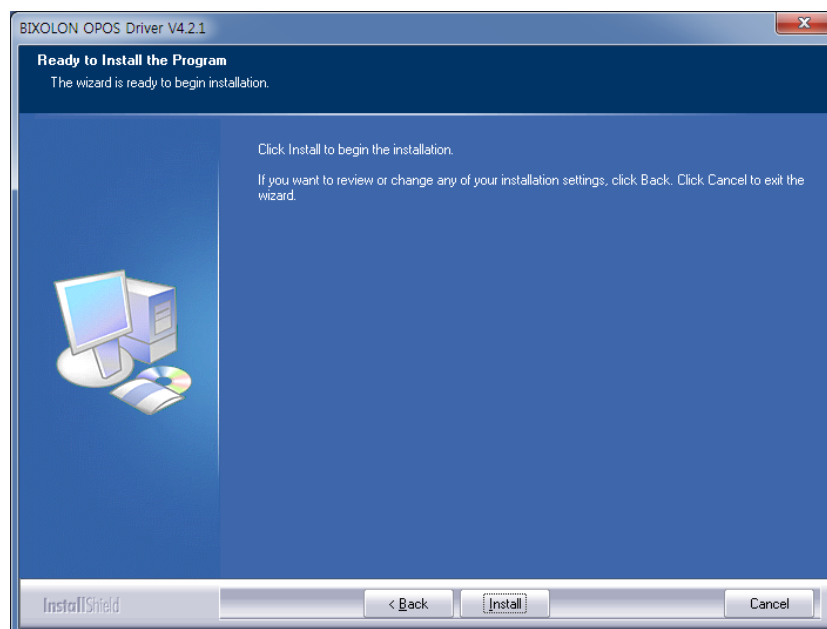 BIXOLON OPOS Driver V4.2.1
Ready to Install the Program
The wizard is ready to begin installation.
Click Install to begin the installation.
If you want to review or change any of your installation settings, click Back. Click Cancel to exit the
wizard.
InstallShield
< Back
Install
Cancel